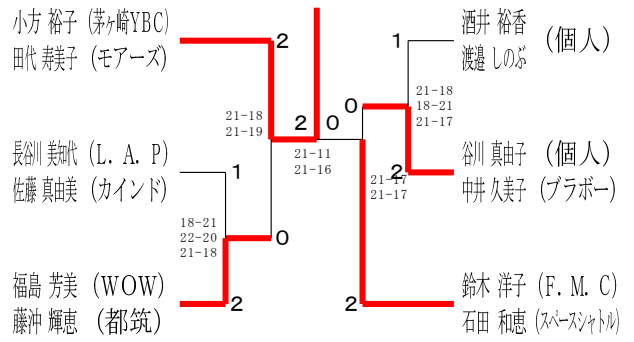 小方 裕子 (茅ヶ崎YBC)
田代 寿美子 (モアーズ)
2
21-18
21-19
長谷川 美知代 (L.A.P)
佐藤 真由美 (カインド)
1
18-21
22-20
21-18
0
福島 芳美 (WOW)
藤沖 輝恵 (都筑)
2
2
0
21-11
21-16
酒井 裕香 (個人)
渡邉 しのぶ
1
21-18
18-21
21-17
0
谷川 真由子 (個人)
中井 久美子 (ブラボー)
2
21-17
21-17
鈴木 洋子 (F.M.C)
石田 和恵 (スペースシャトル)
2